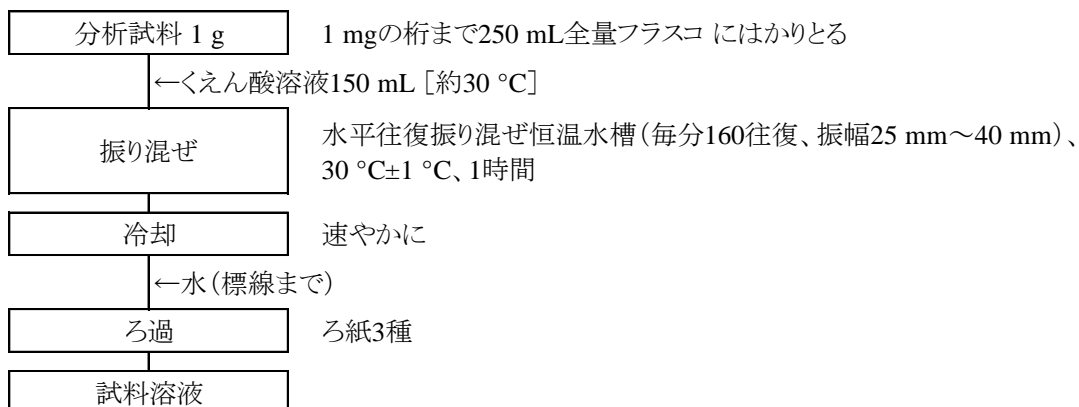 分析試料 1 g 1 mgの桁まで250 mL全量フラスコ にはかりとる
←くえん酸溶液150 mL [約30 °C]
振り混ぜ 水平往復振り混ぜ恒温水槽(毎分160往復、振幅25 mm~40 mm)、
30 °C±1 °C、1時間
冷却 速やかに
←水(標線まで)
ろ過 ろ紙3種
試料溶液